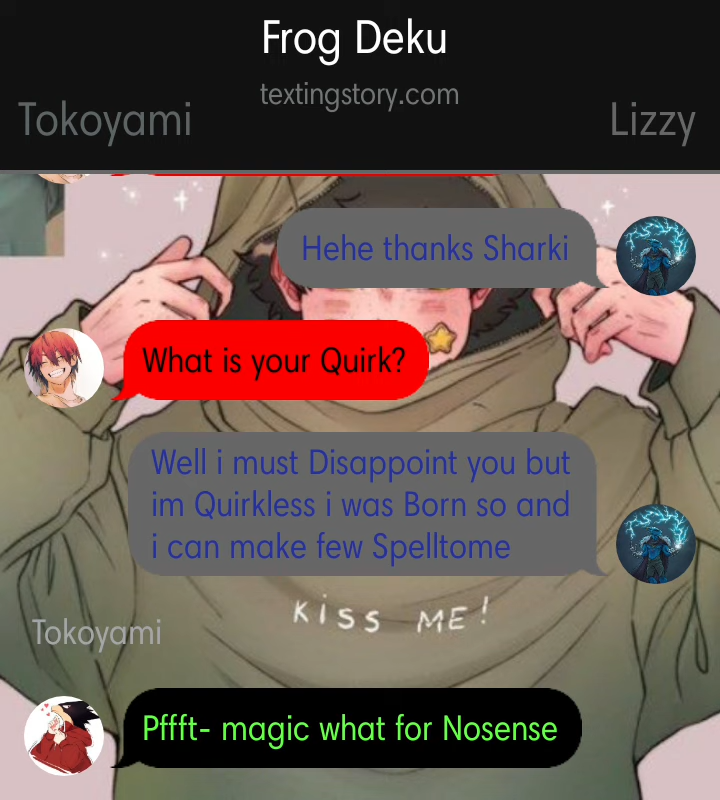 Frog Deku
textingstory.com
Tokoyami
Lizzy
Hehe thanks Sharki
What is your Quirk?
Well i must Disappoint you but
im Quirkless i was Born so and
i can make few Spelltome
KiSS ME!
Tokoyami
Pffft- magic what for Nosense